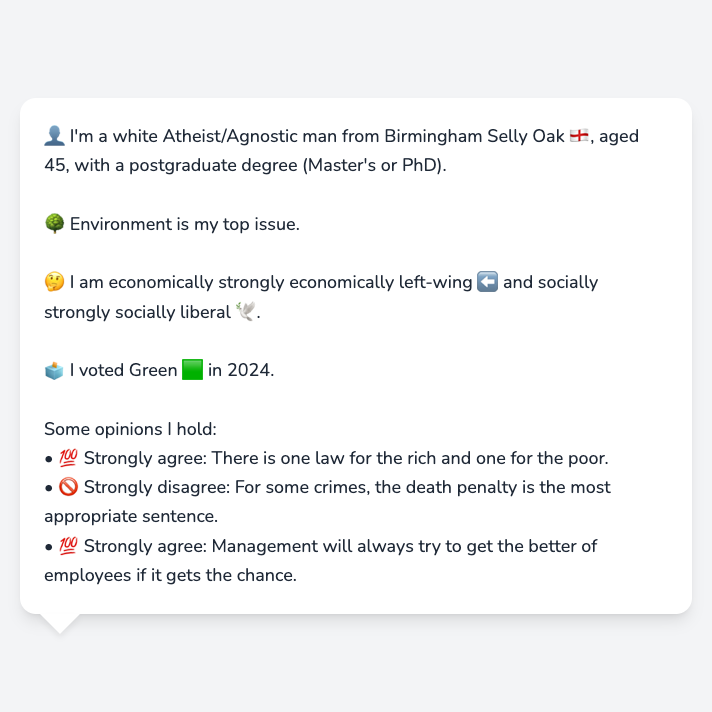 👤 I'm a white Atheist/Agnostic man from Birmingham Selly Oak 🏴󠁧󠁢󠁥󠁮󠁧󠁿, aged
45, with a postgraduate degree (Master's or PhD).
🌳 Environment is my top issue.
🤔 I am economically strongly economically left-wing ⬅️ and socially
strongly socially liberal 🕊️.
🗳️ I voted Green 🟩 in 2024.
Some opinions I hold:
• 💯 Strongly agree: There is one law for the rich and one for the poor.
• 🚫 Strongly disagree: For some crimes, the death penalty is the most
appropriate sentence.
• 💯 Strongly agree: Management will always try to get the better of
employees if it gets the chance.